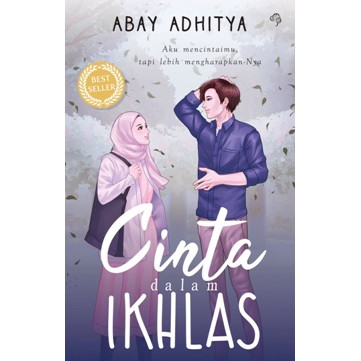 ABAY ADHITYA
Aku mencintaimu,
tapi lebih mengharapkan-Nya
BEST
SELLER
Cinta
dalam
IKHLAS